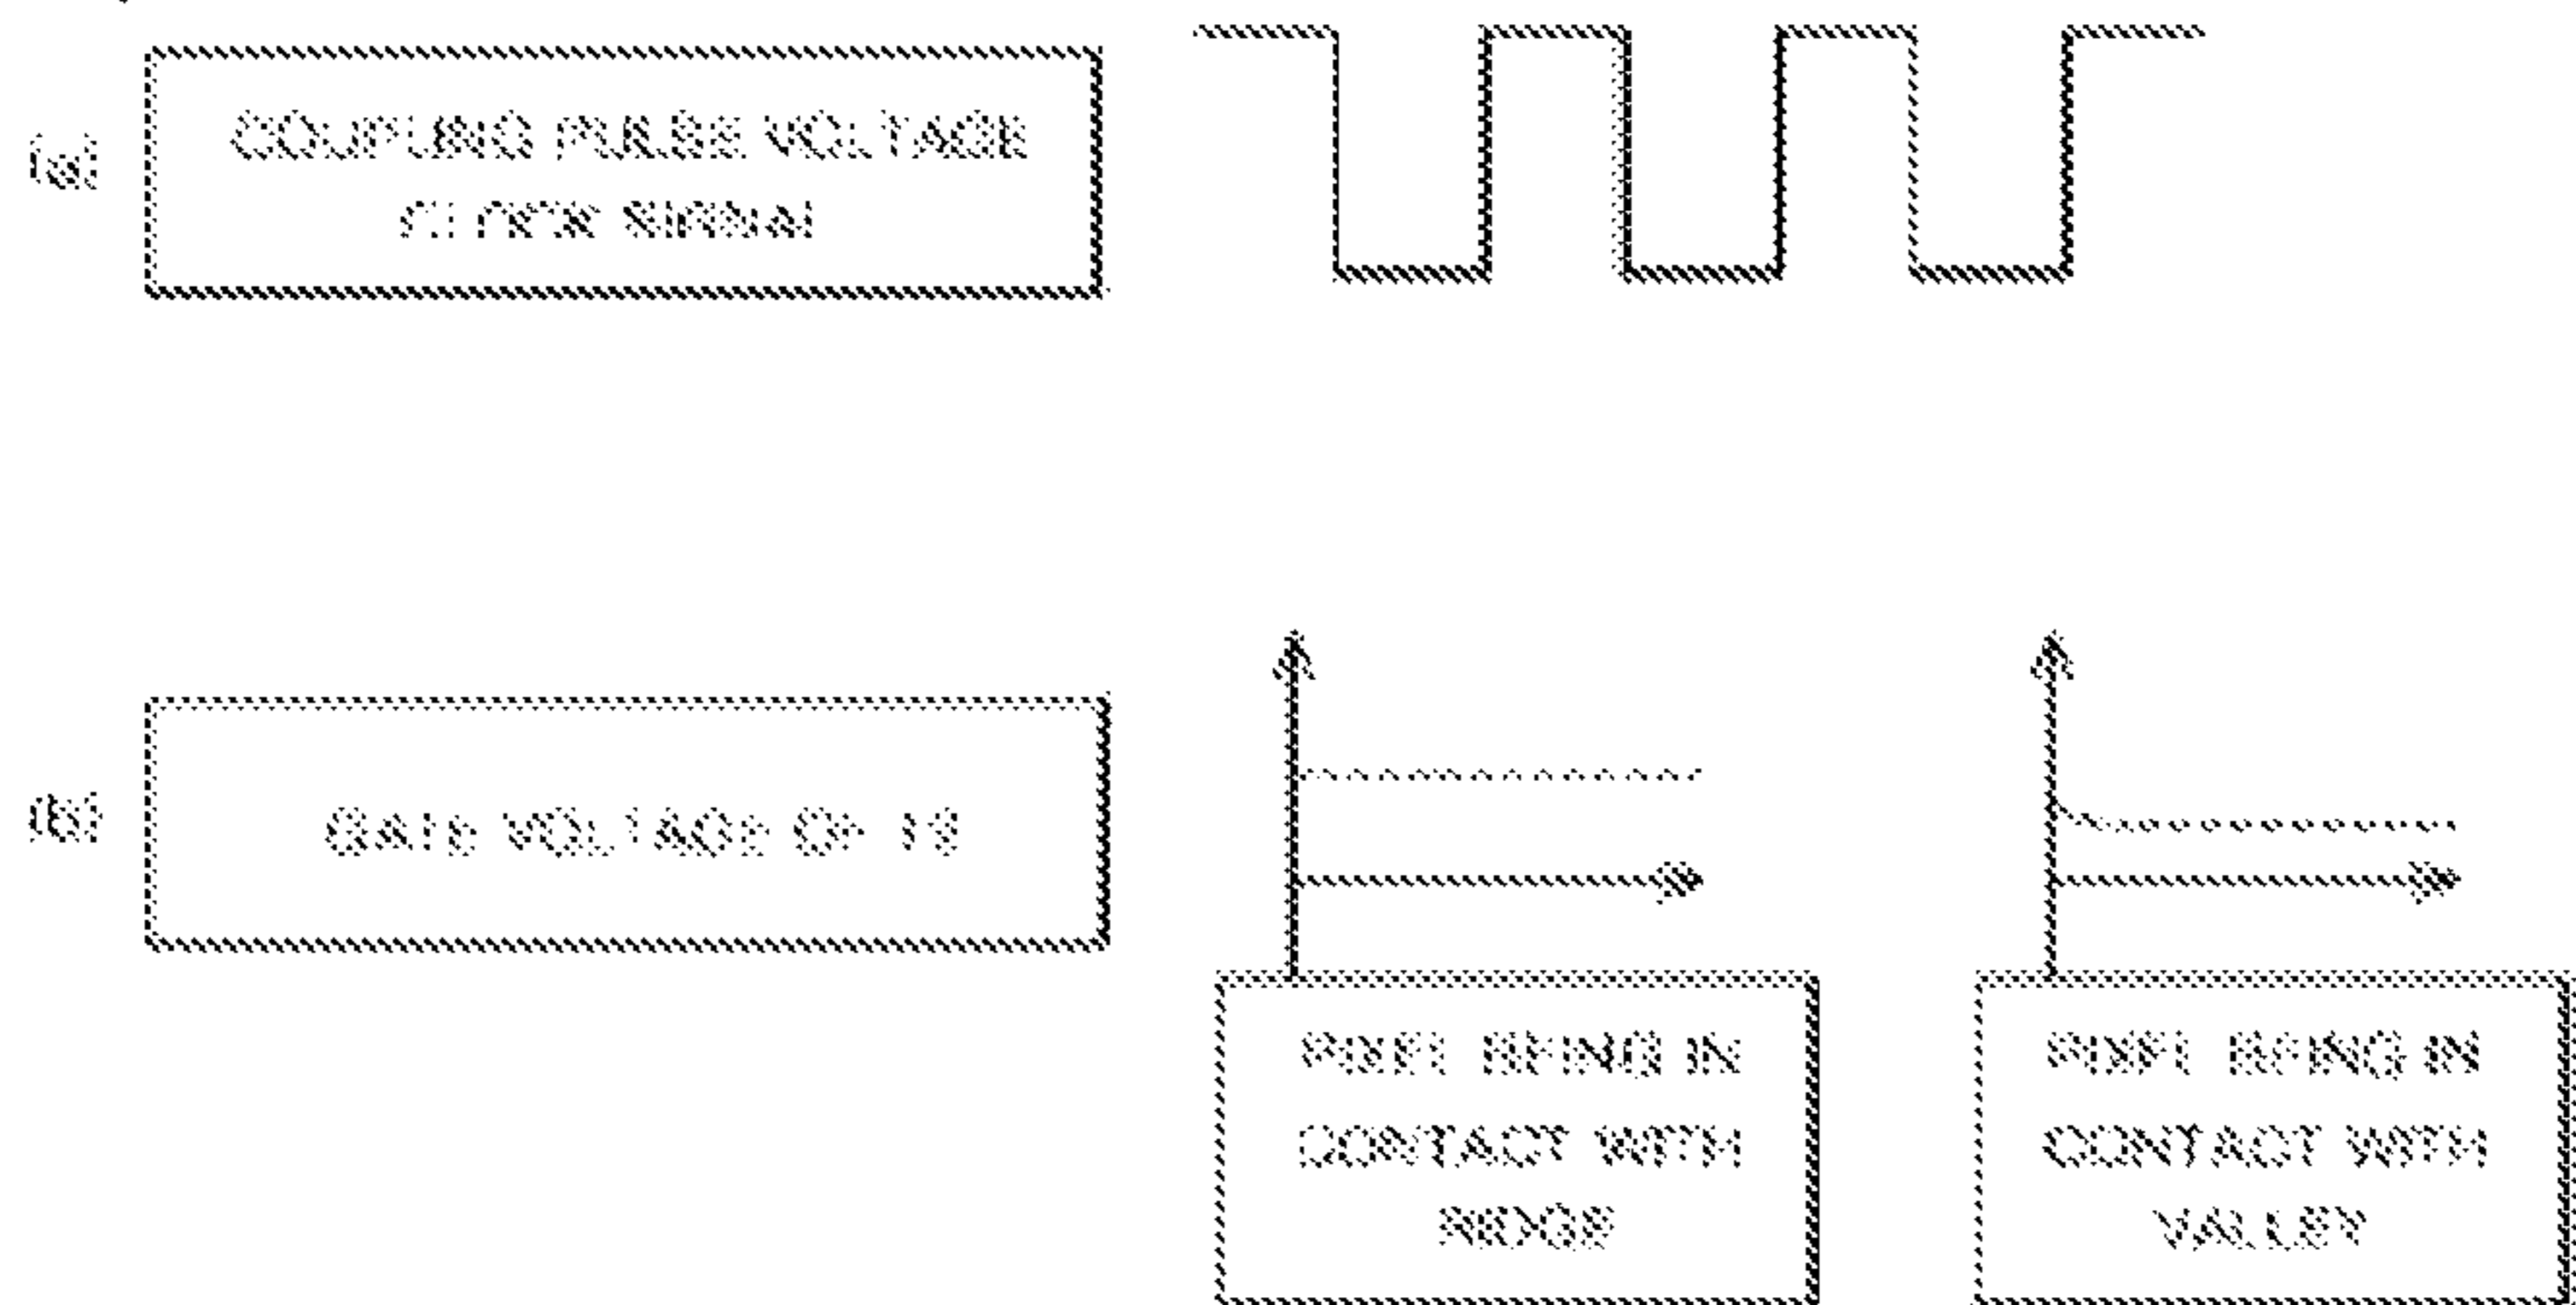 (a)
COUPLING PULSE VOLTAGE
CLOCK SIGNAL
(b)
GATE VOLTAGE OF
PIXEL BEING IN
CONTACT WITH
RIDGE
PIXEL BEING IN
CONTACT WITH
VALLEY